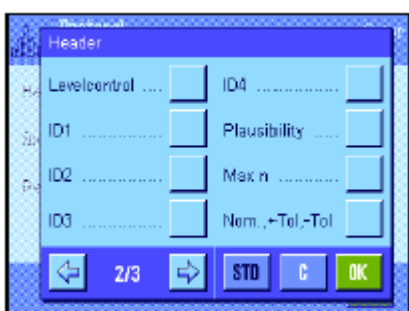 Header
Levelcontrol ....
ID1 ................
ID2 ................
ID3 ................
ID4 ................
Plausibility .....
Max n ............
Nom.,+Tol,-Tol
2/3
STD
C
OK